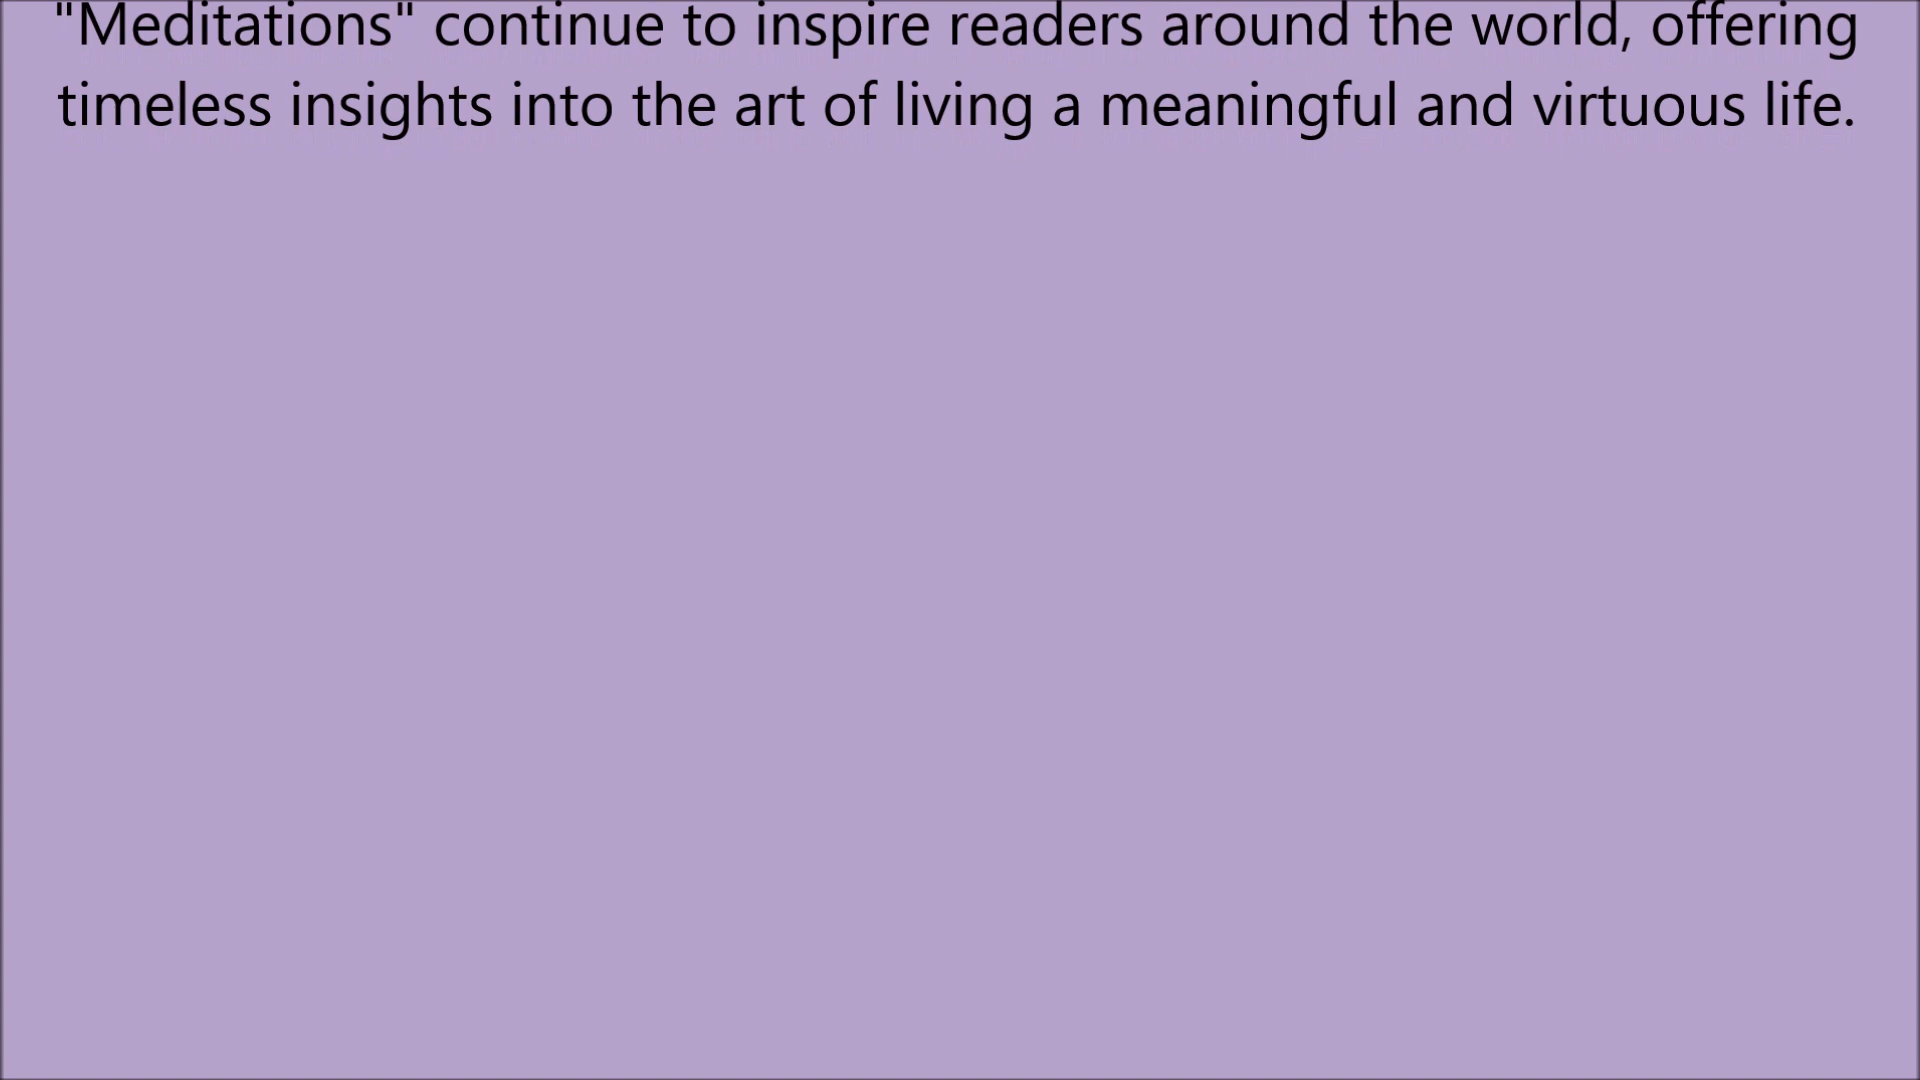 "Meditations" continue to inspire readers around the world, offering
timeless insights into the art of living a meaningful and virtuous life.